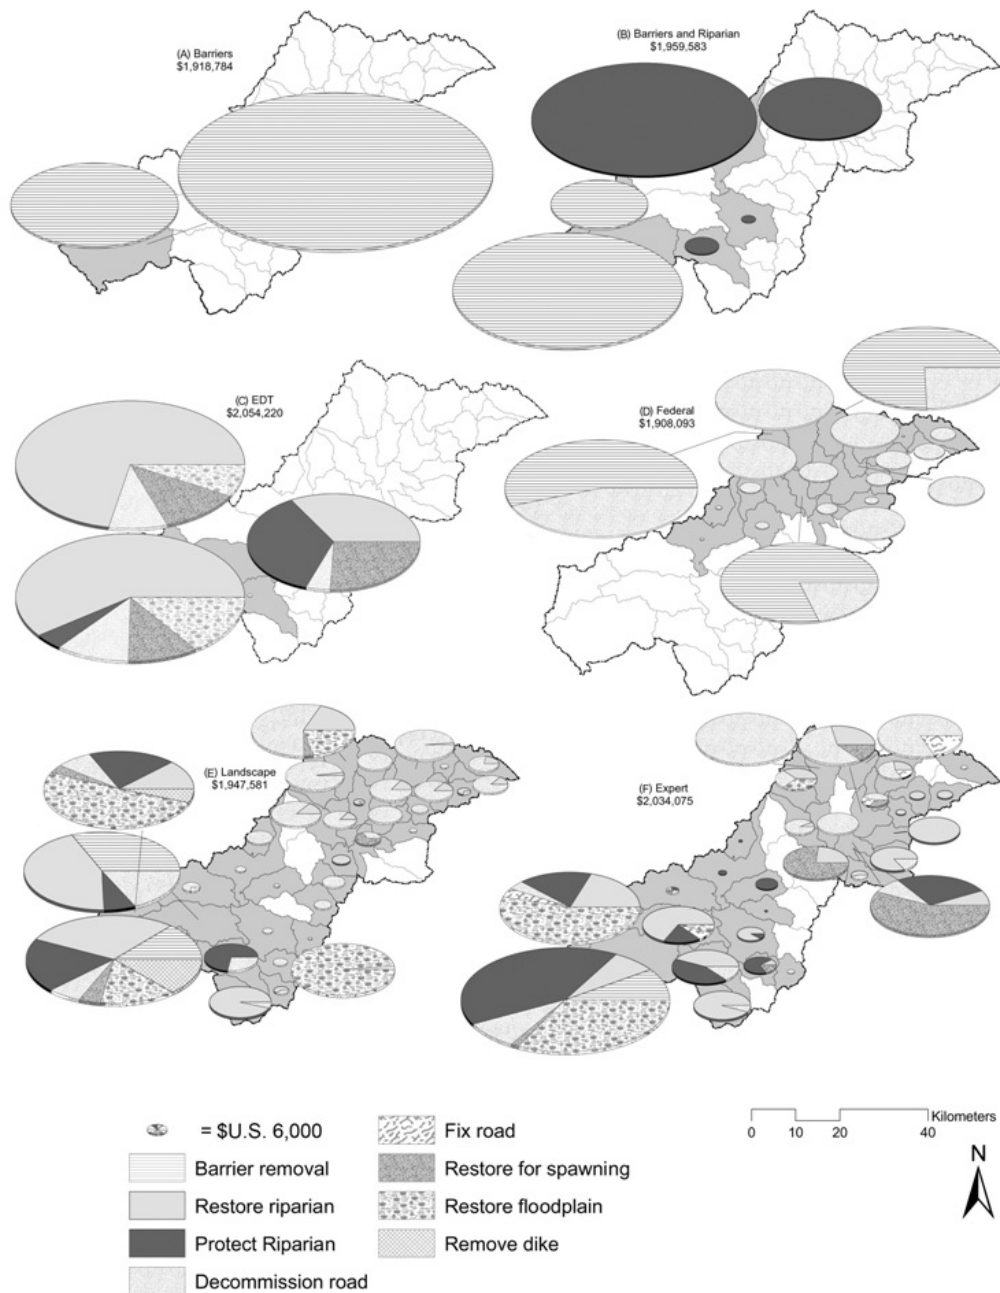 (A) Barriers
$1,918,784
(B) Barriers and Riparian
$1,959,583
(C) EDT
$2,054,220
(D) Federal
$1,908,093
(E) Landscape
$1,947,581
(F) Expert
$2,034,075
= $U.S. 6,000
Barrier removal
Restore riparian
Protect Riparian
Decommission road
Fix road
Restore for spawning
Restore floodplain
Remove dike
Kilometers
0 10 20 40
N